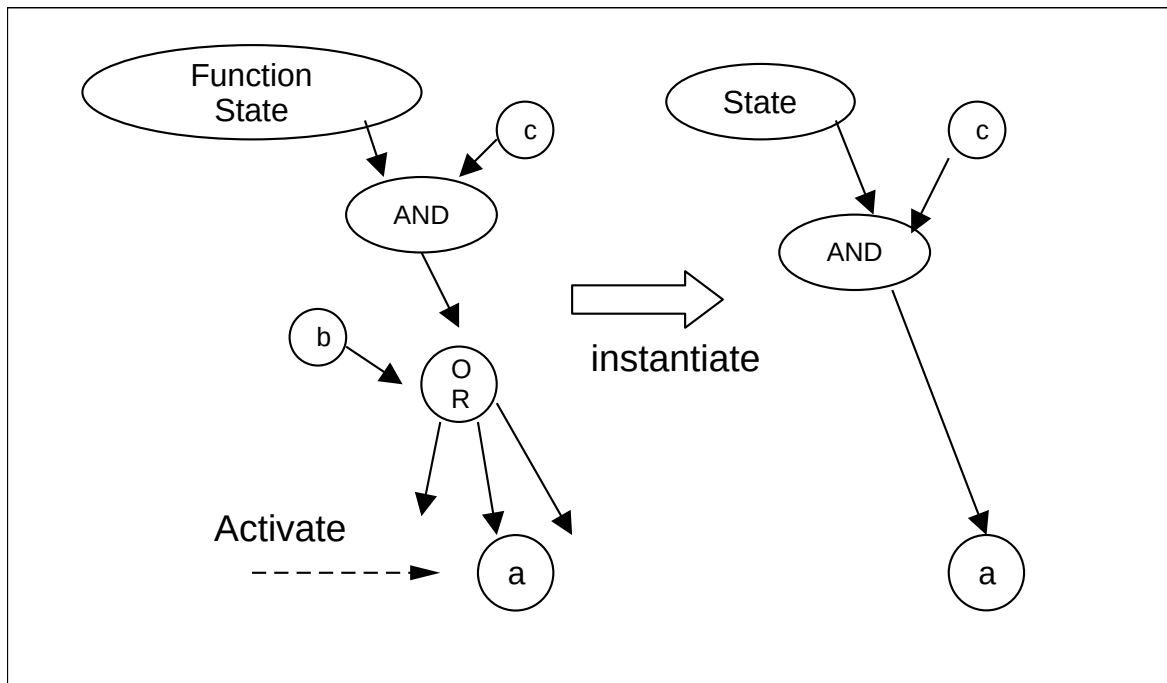 Function
State
c
AND
b
O
R
Activate
a
instantiate
State
c
AND
a